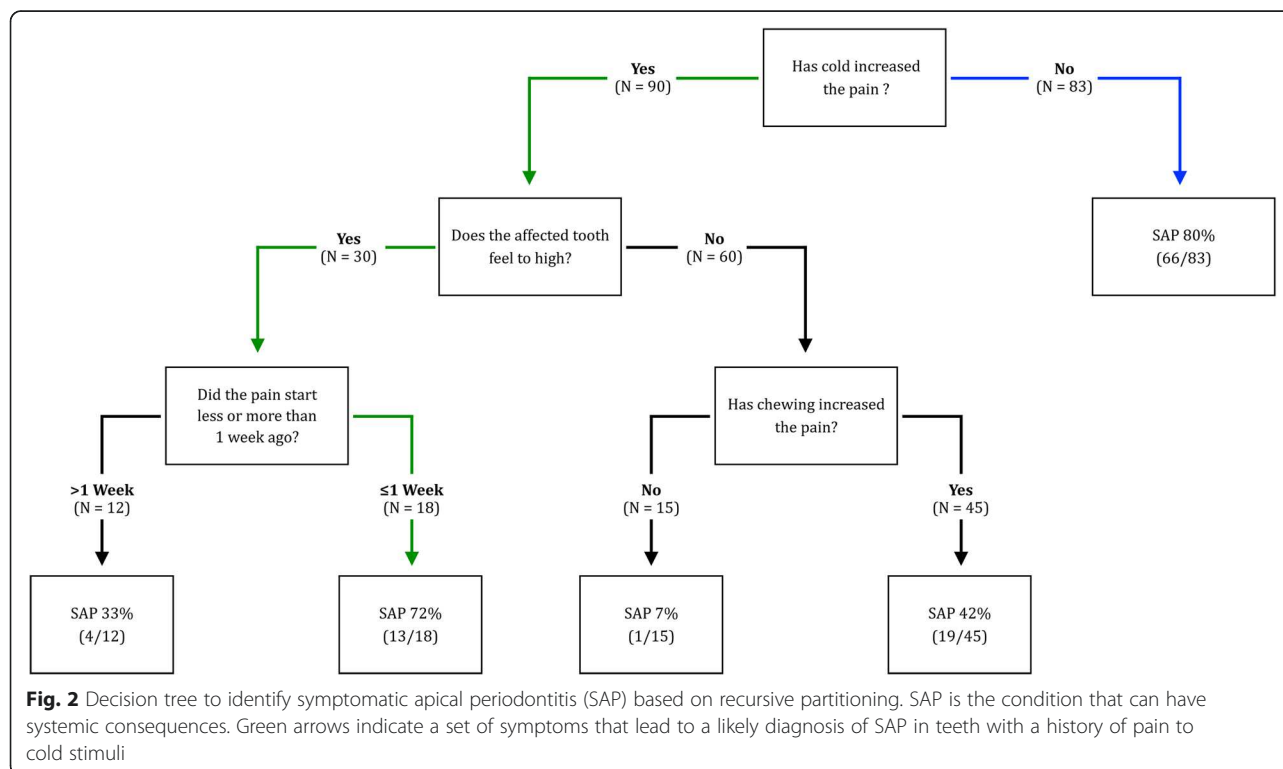 Has cold increased
the pain ?
Yes
(N = 90)
No
(N = 83)
Does the affected tooth
feel to high?
Yes
(N = 30)
No
(N = 60)
SAP 80%
(66/83)
Did the pain start
less or more than
1 week ago?
Has chewing increased
the pain?
>1 Week
(N = 12)
≤1 Week
(N = 18)
No
(N = 15)
Yes
(N = 45)
SAP 33%
(4/12)
SAP 72%
(13/18)
SAP 7%
(1/15)
SAP 42%
(19/45)
Fig. 2 Decision tree to identify symptomatic apical periodontitis (SAP) based on recursive partitioning. SAP is the condition that can have
systemic consequences. Green arrows indicate a set of symptoms that lead to a likely diagnosis of SAP in teeth with a history of pain to
cold stimuli